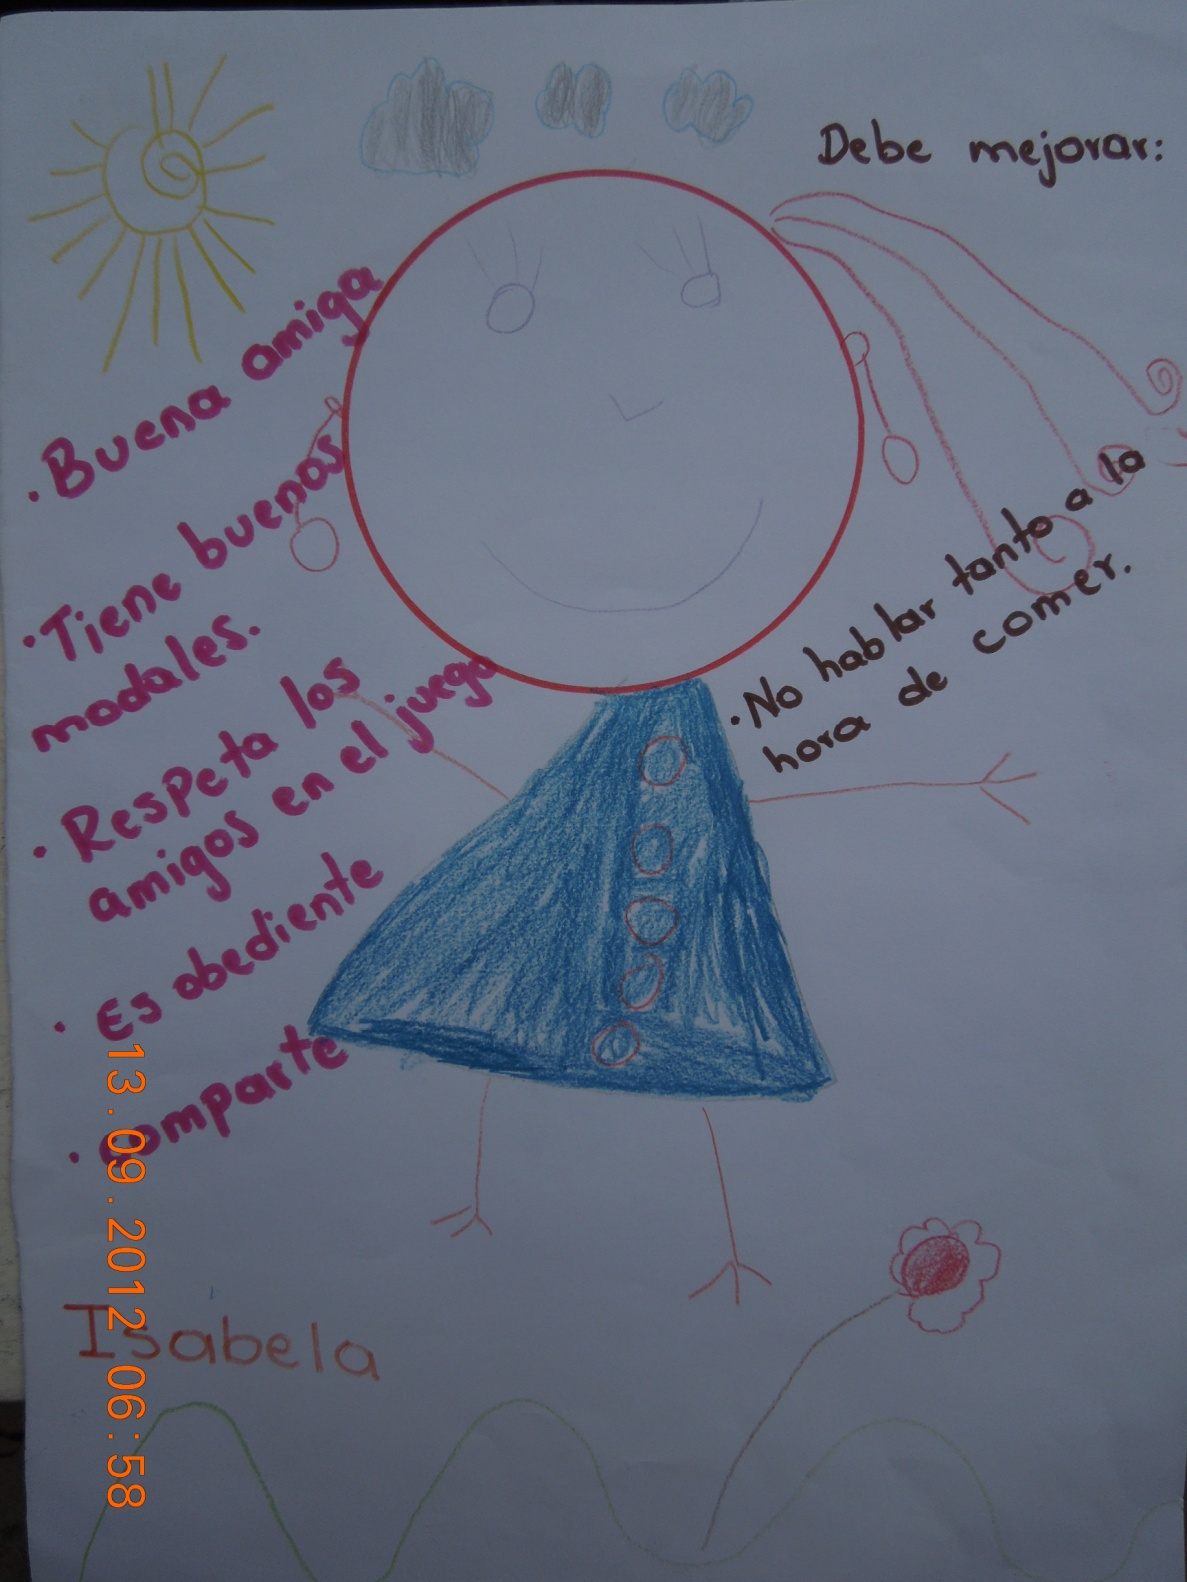 Debe mejorar:
• Buena amiga
• Tiene buenos
modales.
• Respeta los
amigos en el juego
• Es obediente
• comparte
• No hablar tanto a la
hora de comer.
Isabela
13.09.2012 06:58